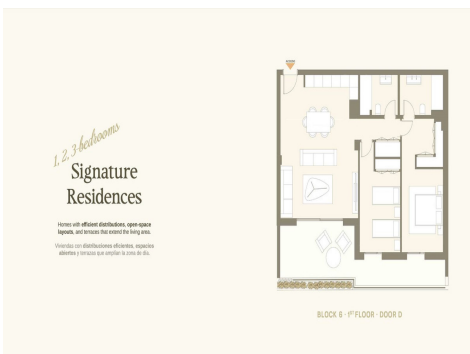 1, 2, 3 bedrooms
Signature
Residences
Homes with efficient distributions, open-space
layouts, and terraces that extend the living area.
Viviendas con distribuciones eficientes, espacios
abiertos y terrazas que amplían la zona de día.
BLOCK 6 · 1ST FLOOR · DOOR D